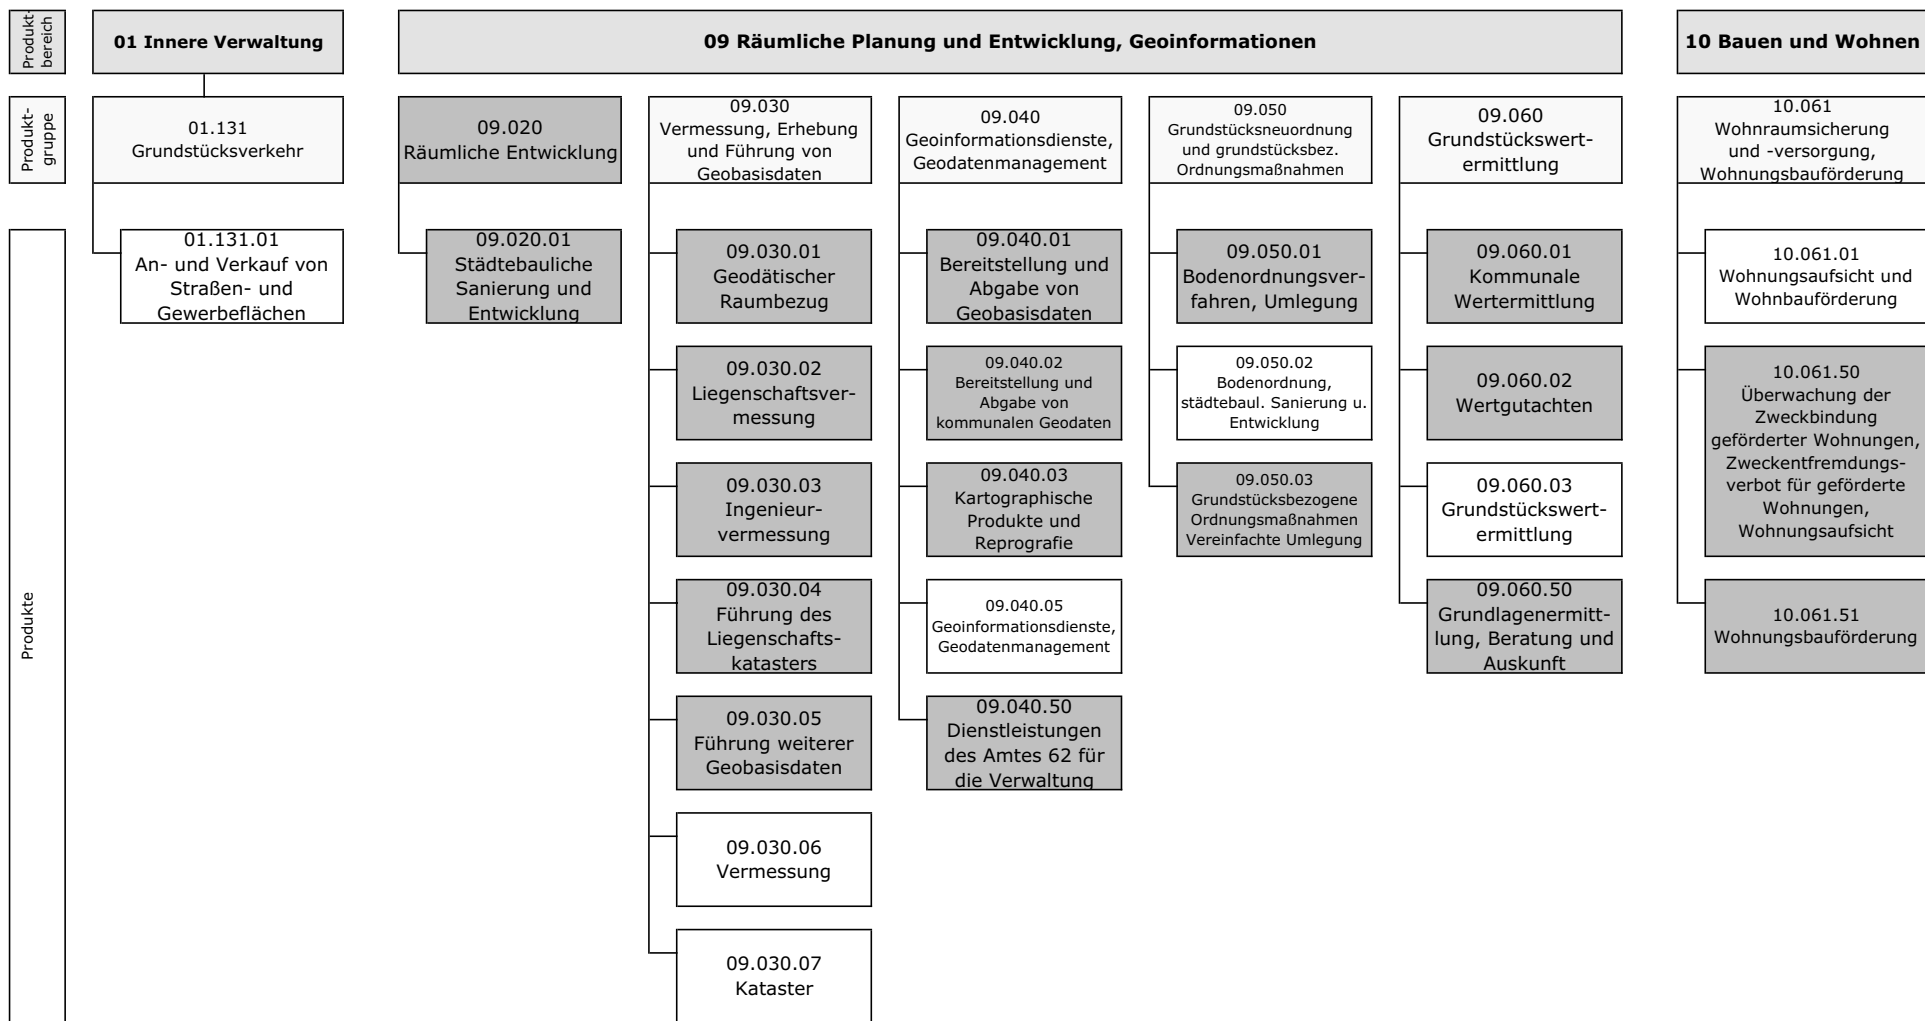 Produkt-
bereich
01 Innere Verwaltung
09 Räumliche Planung und Entwicklung, Geoinformationen
10 Bauen und Wohnen
Produkt-
gruppe
01.131
Grundstücksverkehr
09.020
Räumliche Entwicklung
09.030
Vermessung, Erhebung
und Führung von
Geobasisdaten
09.040
Geoinformationsdienste,
Geodatenmanagement
09.050
Grundstücksneuordnung
und grundstücksbez.
Ordnungsmaßnahmen
09.060
Grundstückswert-
ermittlung
10.061
Wohnraumsicherung
und -versorgung,
Wohnungsbauförderung
Produkte
01.131.01
An- und Verkauf von
Straßen- und
Gewerbeflächen
09.020.01
Städtebauliche
Sanierung und
Entwicklung
09.030.01
Geodätischer
Raumbezug
09.030.02
Liegenschaftsver-
messung
09.030.03
Ingenieur-
vermessung
09.030.04
Führung des
Liegenschafts-
katasters
09.030.05
Führung weiterer
Geobasisdaten
09.030.06
Vermessung
09.030.07
Kataster
09.040.01
Bereitstellung und
Abgabe von
Geobasisdaten
09.040.02
Bereitstellung und
Abgabe von
kommunalen Geodaten
09.040.03
Kartographische
Produkte und
Reprografie
09.040.05
Geoinformationsdienste,
Geodatenmanagement
09.040.50
Dienstleistungen
des Amtes 62 für
die Verwaltung
09.050.01
Bodenordnungsver-
fahren, Umlegung
09.050.02
Bodenordnung,
städtebaul. Sanierung u.
Entwicklung
09.050.03
Grundstücksbezogene
Ordnungsmaßnahmen
Vereinfachte Umlegung
09.060.01
Kommunale
Wertermittlung
09.060.02
Wertgutachten
09.060.03
Grundstückswert-
ermittlung
09.060.50
Grundlagenermitt-
lung, Beratung und
Auskunft
10.061.01
Wohnungsaufsicht und
Wohnbauförderung
10.061.50
Überwachung der
Zweckbindung
geförderter Wohnungen,
Zweckentfremdungs-
verbot für geförderte
Wohnungen,
Wohnungsaufsicht
10.061.51
Wohnungsbauförderung